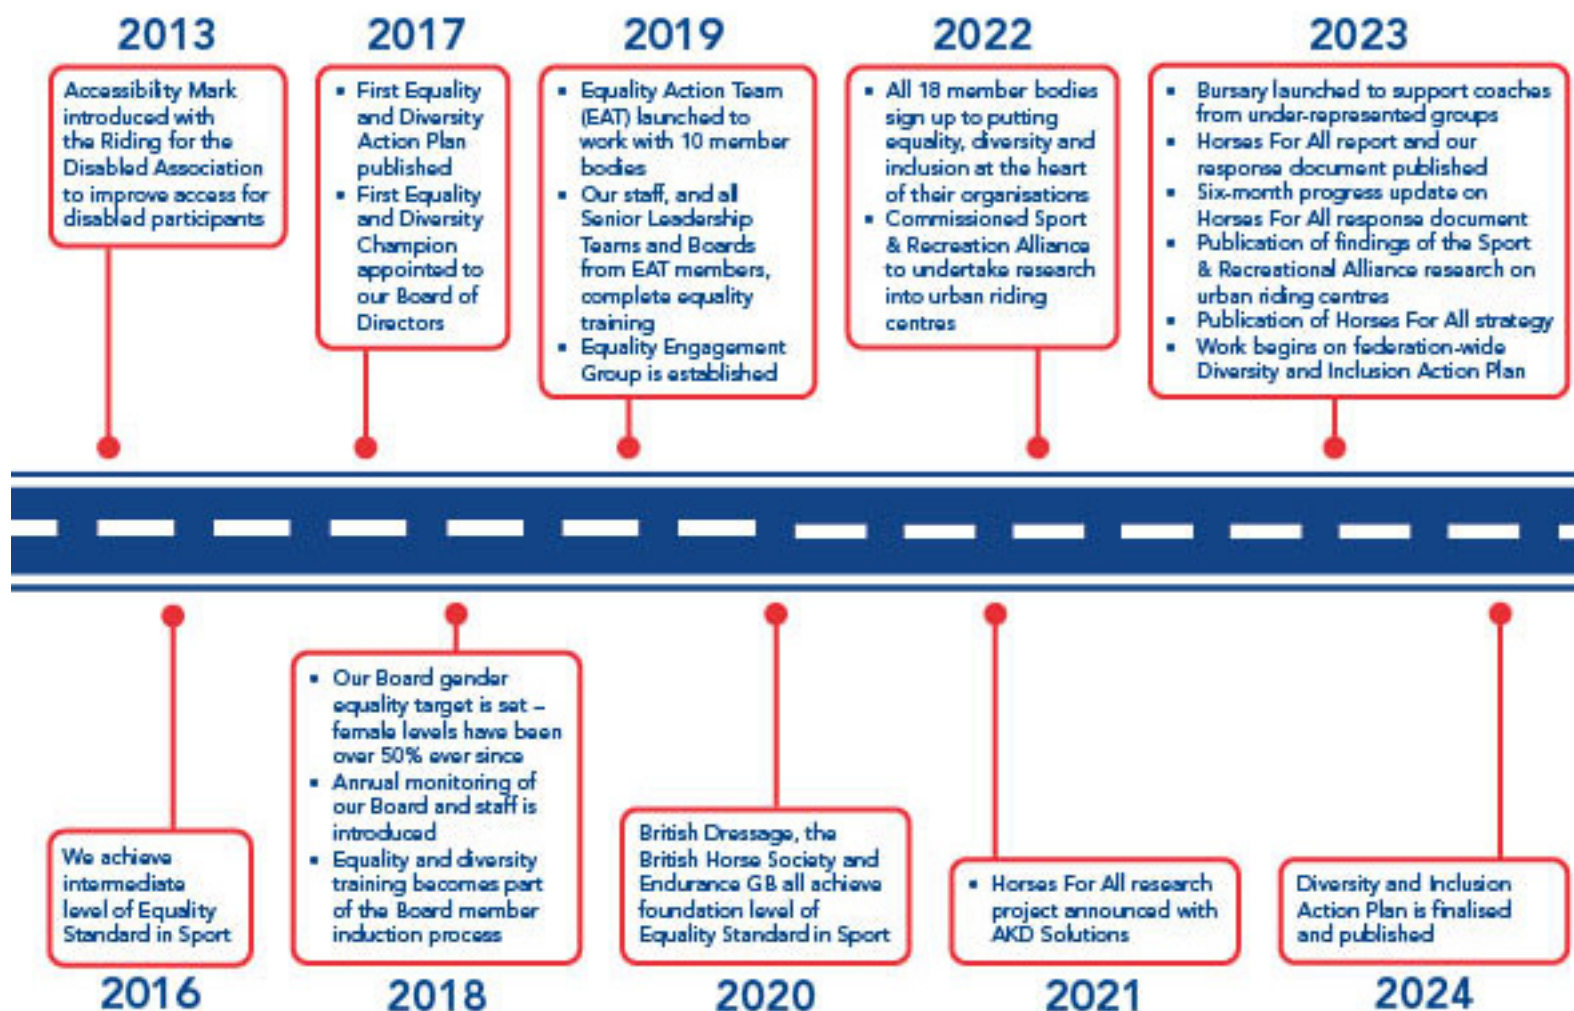 2013
Accessibility Mark
introduced with
the Riding for the
Disabled Association
to improve access for
disabled participants
2017
▪ First Equality
and Diversity
Action Plan
published
▪ First Equality
and Diversity
Champion
appointed to
our Board of
Directors
2019
▪ Equality Action Team
(EAT) launched to
work with 10 member
bodies
▪ Our staff, and all
Senior Leadership
Teams and Boards
from EAT members,
complete equality
training
▪ Equality Engagement
Group is established
2022
▪ All 18 member bodies
sign up to putting
equality, diversity and
inclusion at the heart
of their organisations
▪ Commissioned Sport
& Recreation Alliance
to undertake research
into urban riding
centres
2023
▪ Bursary launched to support coaches
from under-represented groups
▪ Horses For All report and our
response document published
▪ Six-month progress update on
Horses For All response document
▪ Publication of findings of the Sport
& Recreational Alliance research on
urban riding centres
▪ Publication of Horses For All strategy
▪ Work begins on federation-wide
Diversity and Inclusion Action Plan
We achieve
intermediate
level of Equality
Standard in Sport
2016
▪ Our Board gender
equality target is set –
female levels have been
over 50% ever since
▪ Annual monitoring of
our Board and staff is
introduced
▪ Equality and diversity
training becomes part
of the Board member
induction process
2018
British Dressage, the
British Horse Society and
Endurance GB all achieve
foundation level of
Equality Standard in Sport
2020
▪ Horses For All research
project announced with
AKD Solutions
2021
Diversity and Inclusion
Action Plan is finalised
and published
2024